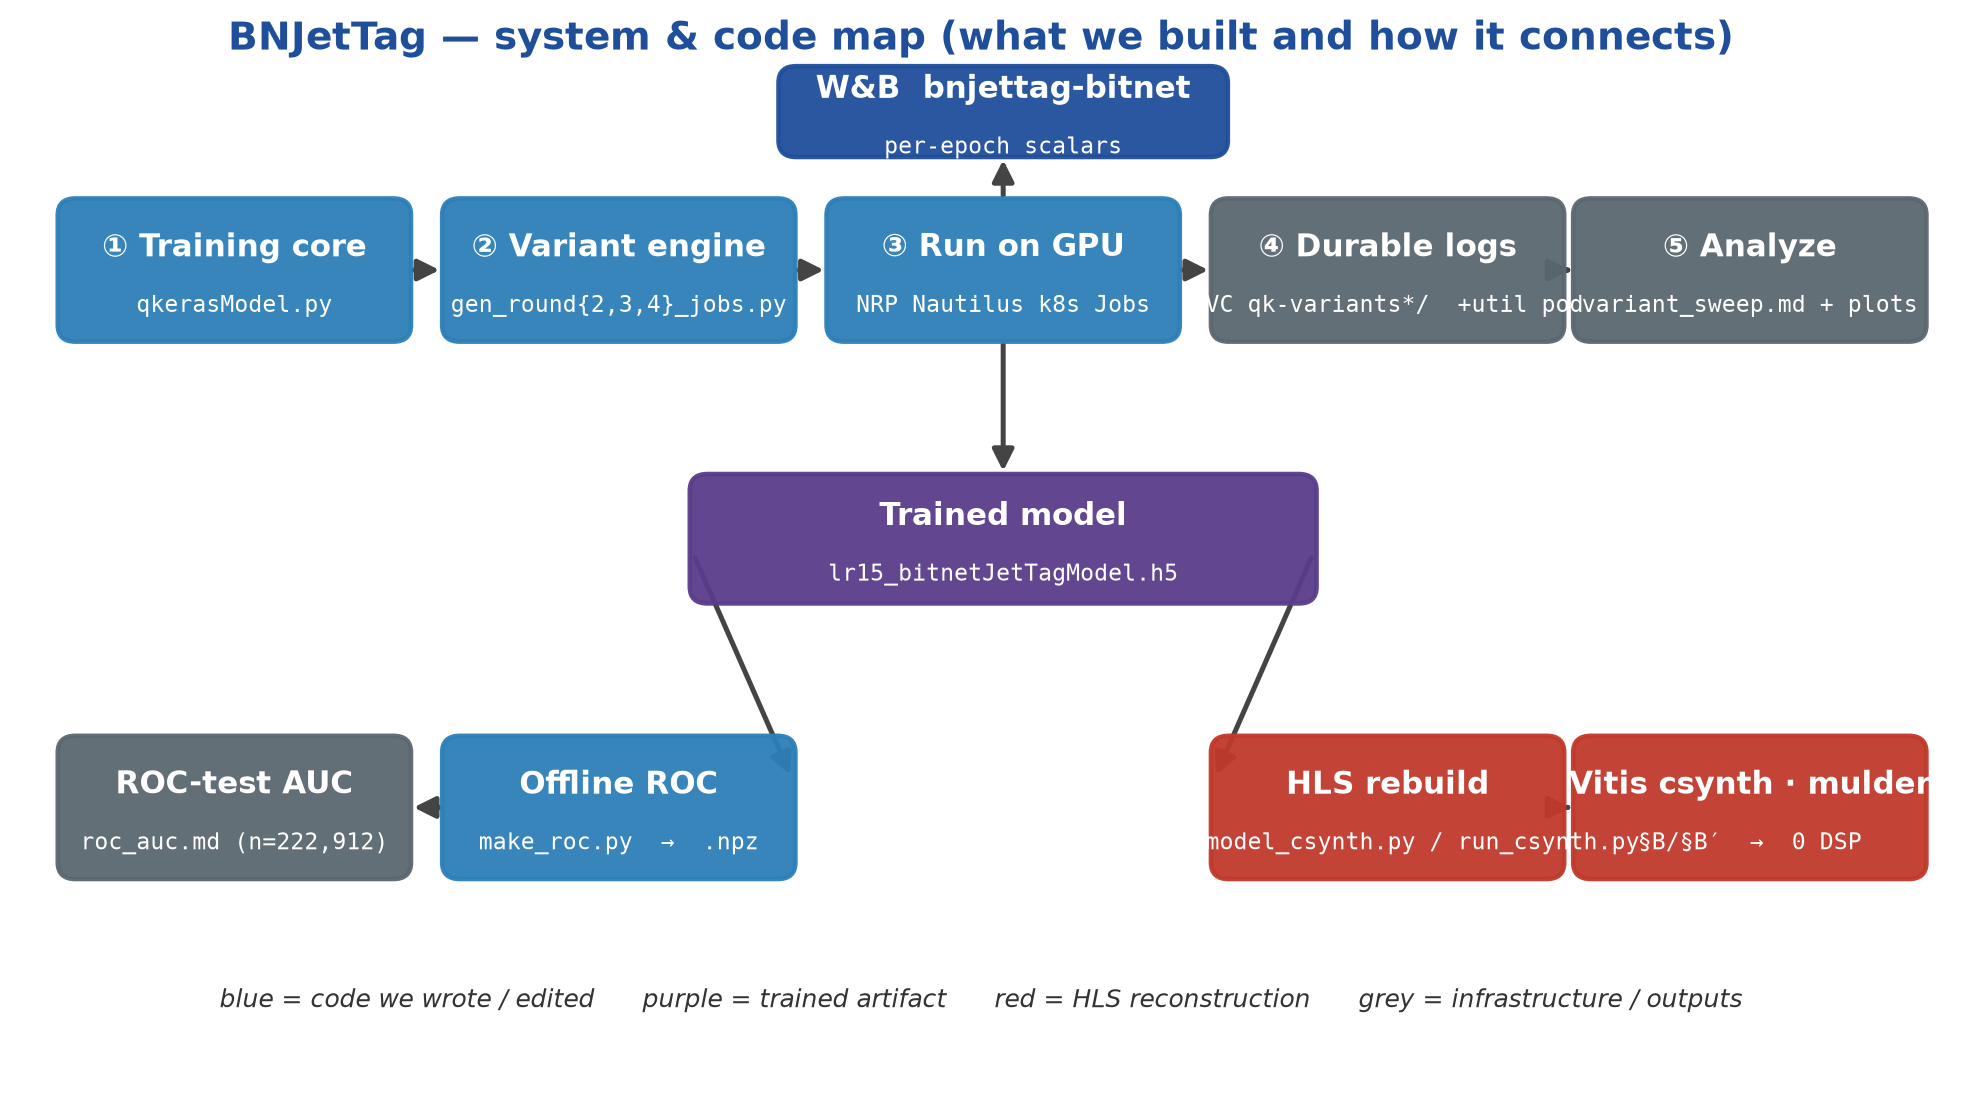 BNJetTag — system & code map (what we built and how it connects)
W&B  bnjettag-bitnet
per-epoch scalars
① Training core
qkerasModel.py
② Variant engine
gen_round{2,3,4}_jobs.py
③ Run on GPU
NRP Nautilus k8s Jobs
④ Durable logs
VC qk-variants*/  +util pod
⑤ Analyze
variant_sweep.md + plots
Trained model
lr15_bitnetJetTagModel.h5
ROC-test AUC
roc_auc.md (n=222,912)
Offline ROC
make_roc.py  →  .npz
HLS rebuild
model_csynth.py / run_csynth.py
Vitis csynth · mulder
§B/§B′  →  0 DSP
blue = code we wrote / edited      purple = trained artifact      red = HLS reconstruction      grey = infrastructure / outputs